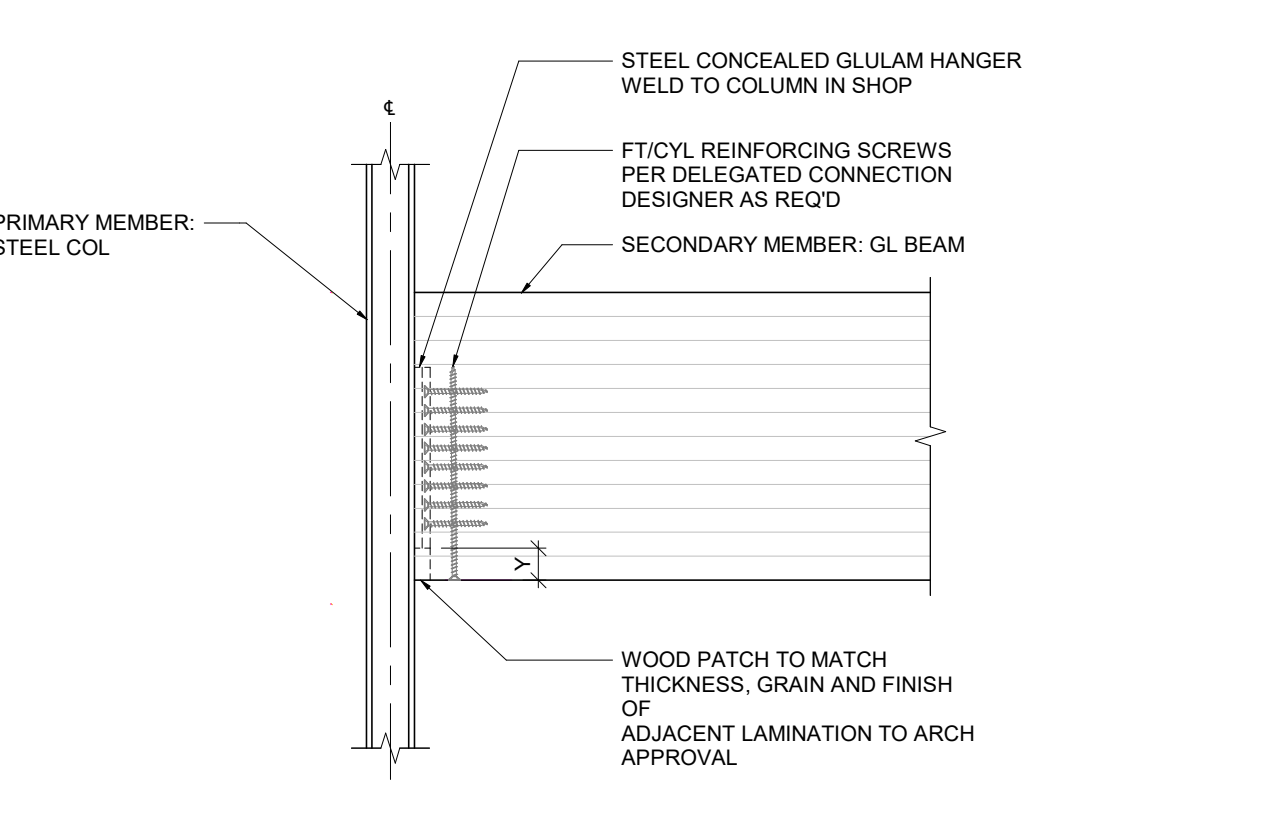 STEEL CONCEALED GLULAM HANGER
WELD TO COLUMN IN SHOP
℄
FT/CYL REINFORCING SCREWS
PER DELEGATED CONNECTION
DESIGNER AS REQ'D
PRIMARY MEMBER:
STEEL COL
SECONDARY MEMBER: GL BEAM
Y
WOOD PATCH TO MATCH
THICKNESS, GRAIN AND FINISH
OF
ADJACENT LAMINATION TO ARCH
APPROVAL